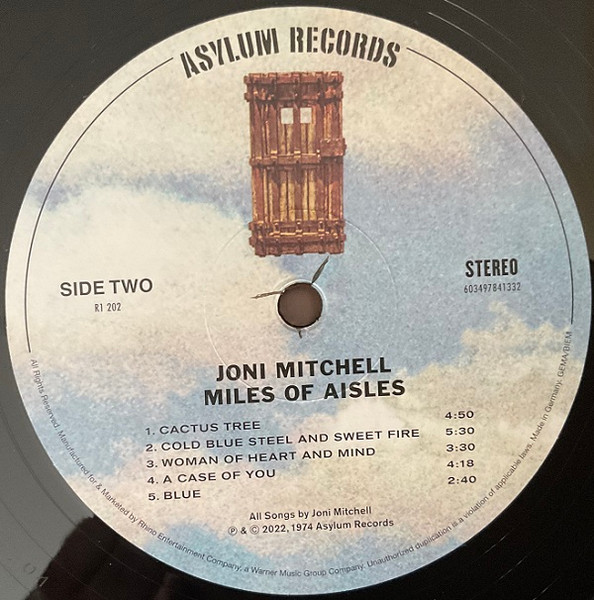 ASYLUM RECORDS
SIDE TWO
R1 202
STEREO
603497841332
JONI MITCHELL
MILES OF AISLES
1. CACTUS TREE 4:50
2. COLD BLUE STEEL AND SWEET FIRE 5:30
3. WOMAN OF HEART AND MIND 3:30
4. A CASE OF YOU 4:18
5. BLUE 2:40
All Songs by Joni Mitchell
℗ & © 2022, 1974 Asylum Records
All Rights Reserved. Manufactured for & Marketed by Rhino Entertainment Company, a Warner Music Group Company. Unauthorized duplication is a violation of applicable laws. Made in Germany. GEMA/BIEM